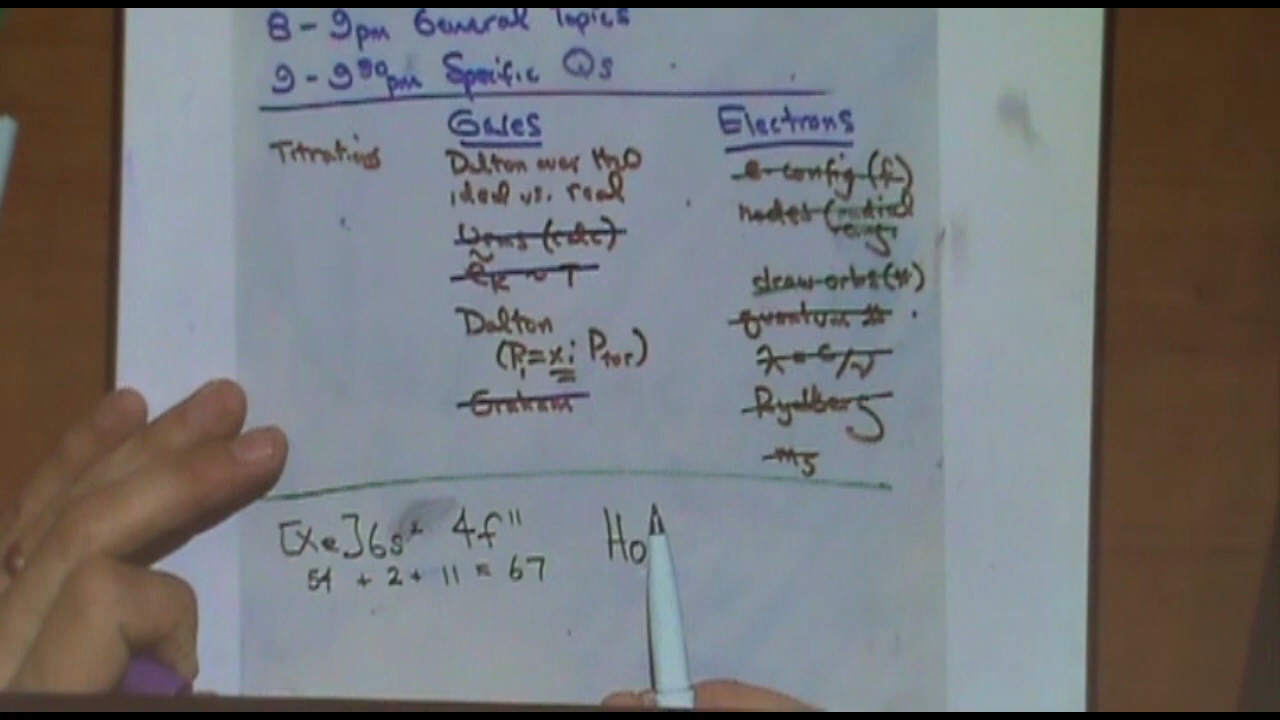 8 - 9pm General Topics
9 - 9³⁰pm Specific Qs
Titrations
Gases
Dalton over H₂O
ideal vs. real
Urms (calc)
eₖ ~ T
Dalton
(Pᵢ = xᵢ Pₜₒₜ)
Graham
Electrons
e-config (f)
nodes (radial
draw orbs (#)
quantum #
λ = c/ν
Rydberg
ms
[Xe]6s² 4f¹¹
54 + 2 + 11 = 67
Ho